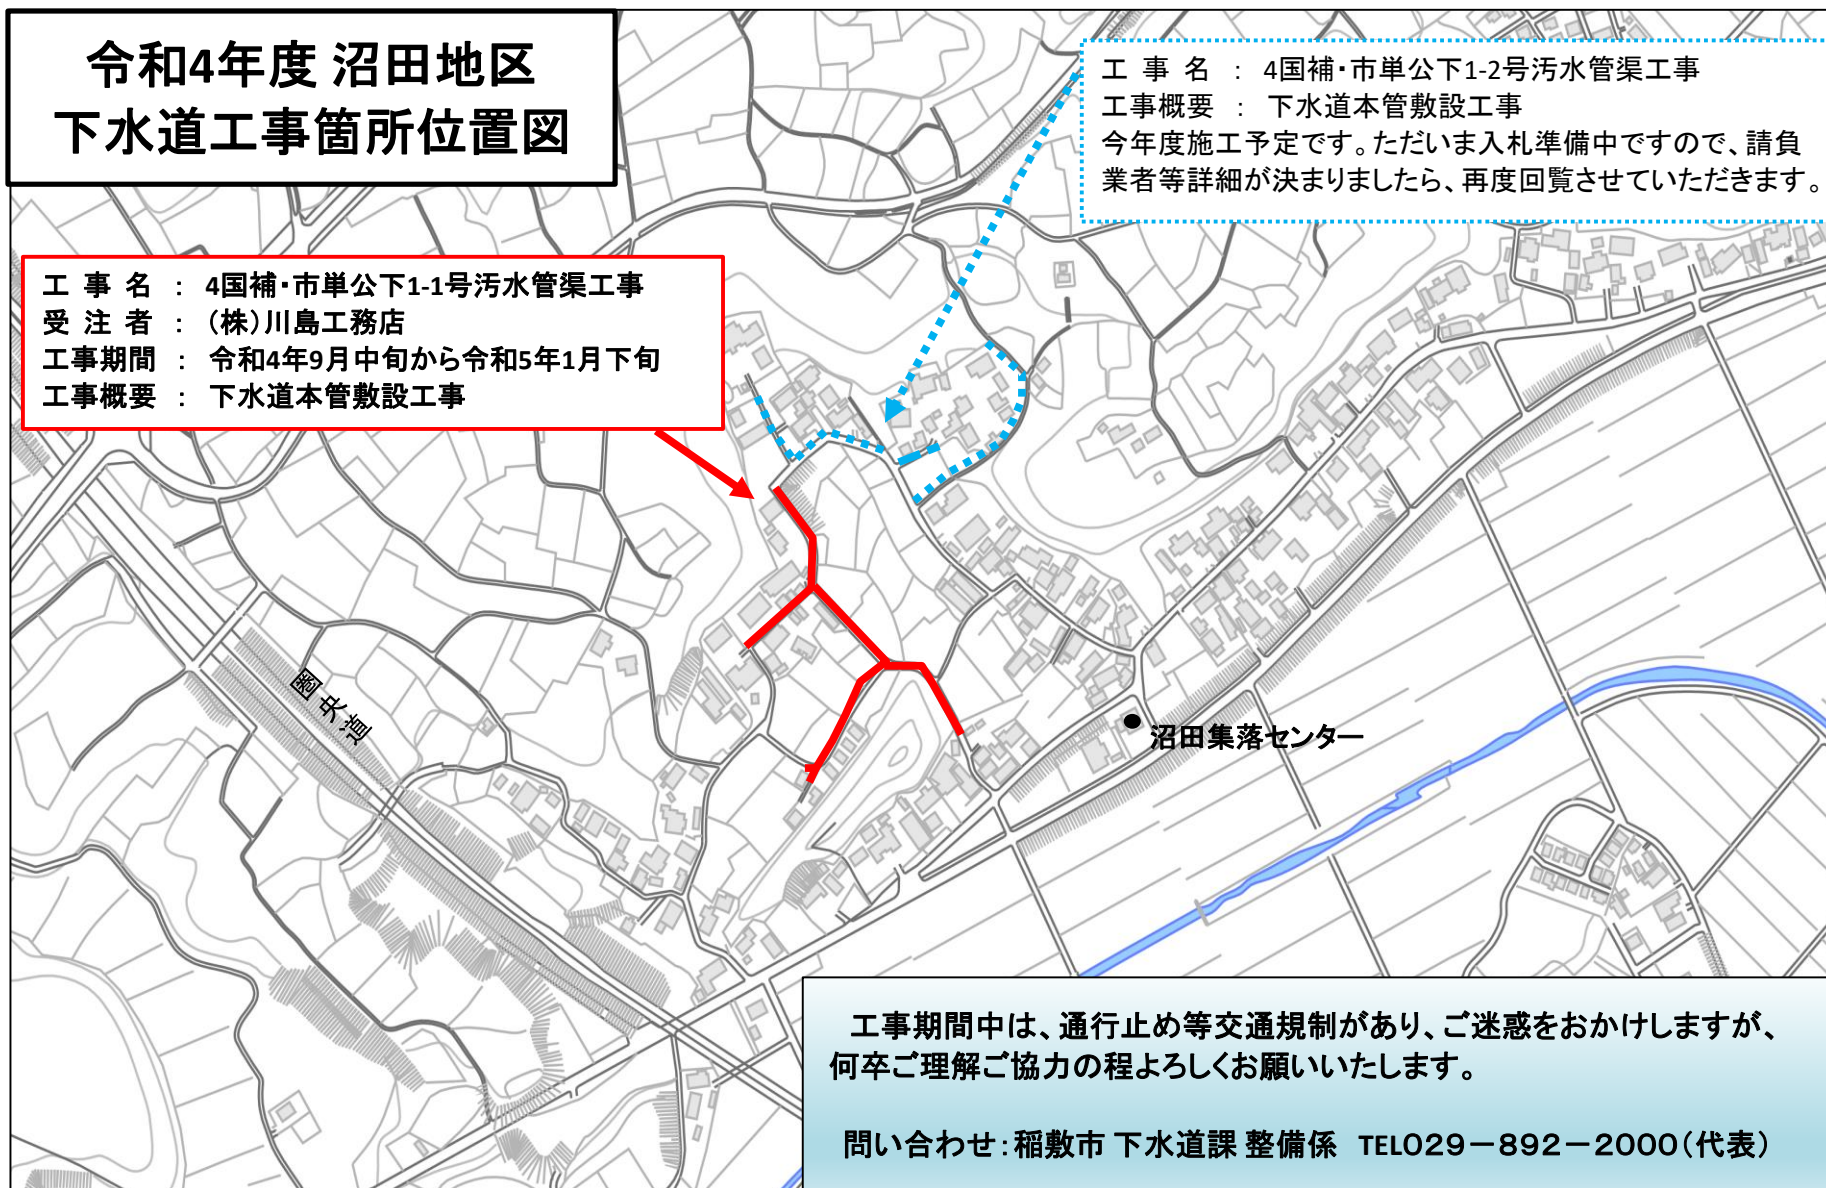 令和4年度 沼田地区
下水道工事箇所位置図
工 事 名 ： 4国補・市単公下1-2号汚水管渠工事
工事概要 ： 下水道本管敷設工事
今年度施工予定です。ただいま入札準備中ですので、請負
業者等詳細が決まりましたら、再度回覧させていただきます。
工 事 名 ： 4国補・市単公下1-1号汚水管渠工事
受 注 者 ： （株）川島工務店
工事期間 ： 令和4年9月中旬から令和5年1月下旬
工事概要 ： 下水道本管敷設工事
圏央道
沼田集落センター
工事期間中は、通行止め等交通規制があり、ご迷惑をおかけしますが、
何卒ご理解ご協力の程よろしくお願いいたします。
問い合わせ：稲敷市 下水道課 整備係 TEL029－892－2000（代表）